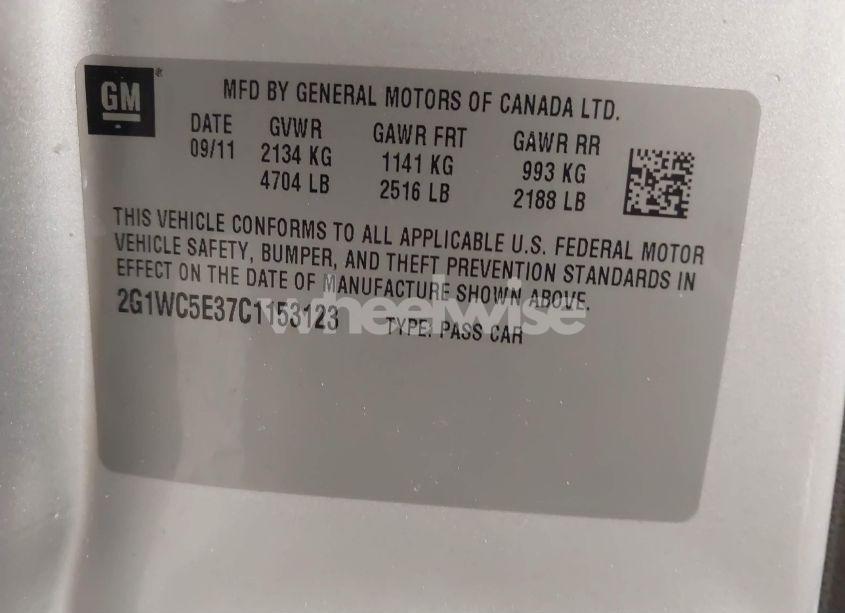 GM
MFD BY GENERAL MOTORS OF CANADA LTD.
DATE GVWR GAWR FRT GAWR RR
09/11 2134 KG 1141 KG 993 KG
4704 LB 2516 LB 2188 LB
THIS VEHICLE CONFORMS TO ALL APPLICABLE U.S. FEDERAL MOTOR
VEHICLE SAFETY, BUMPER, AND THEFT PREVENTION STANDARDS IN
EFFECT ON THE DATE OF MANUFACTURE SHOWN ABOVE.
2G1WC5E37C1153123 TYPE: PASS CAR
wheelwise